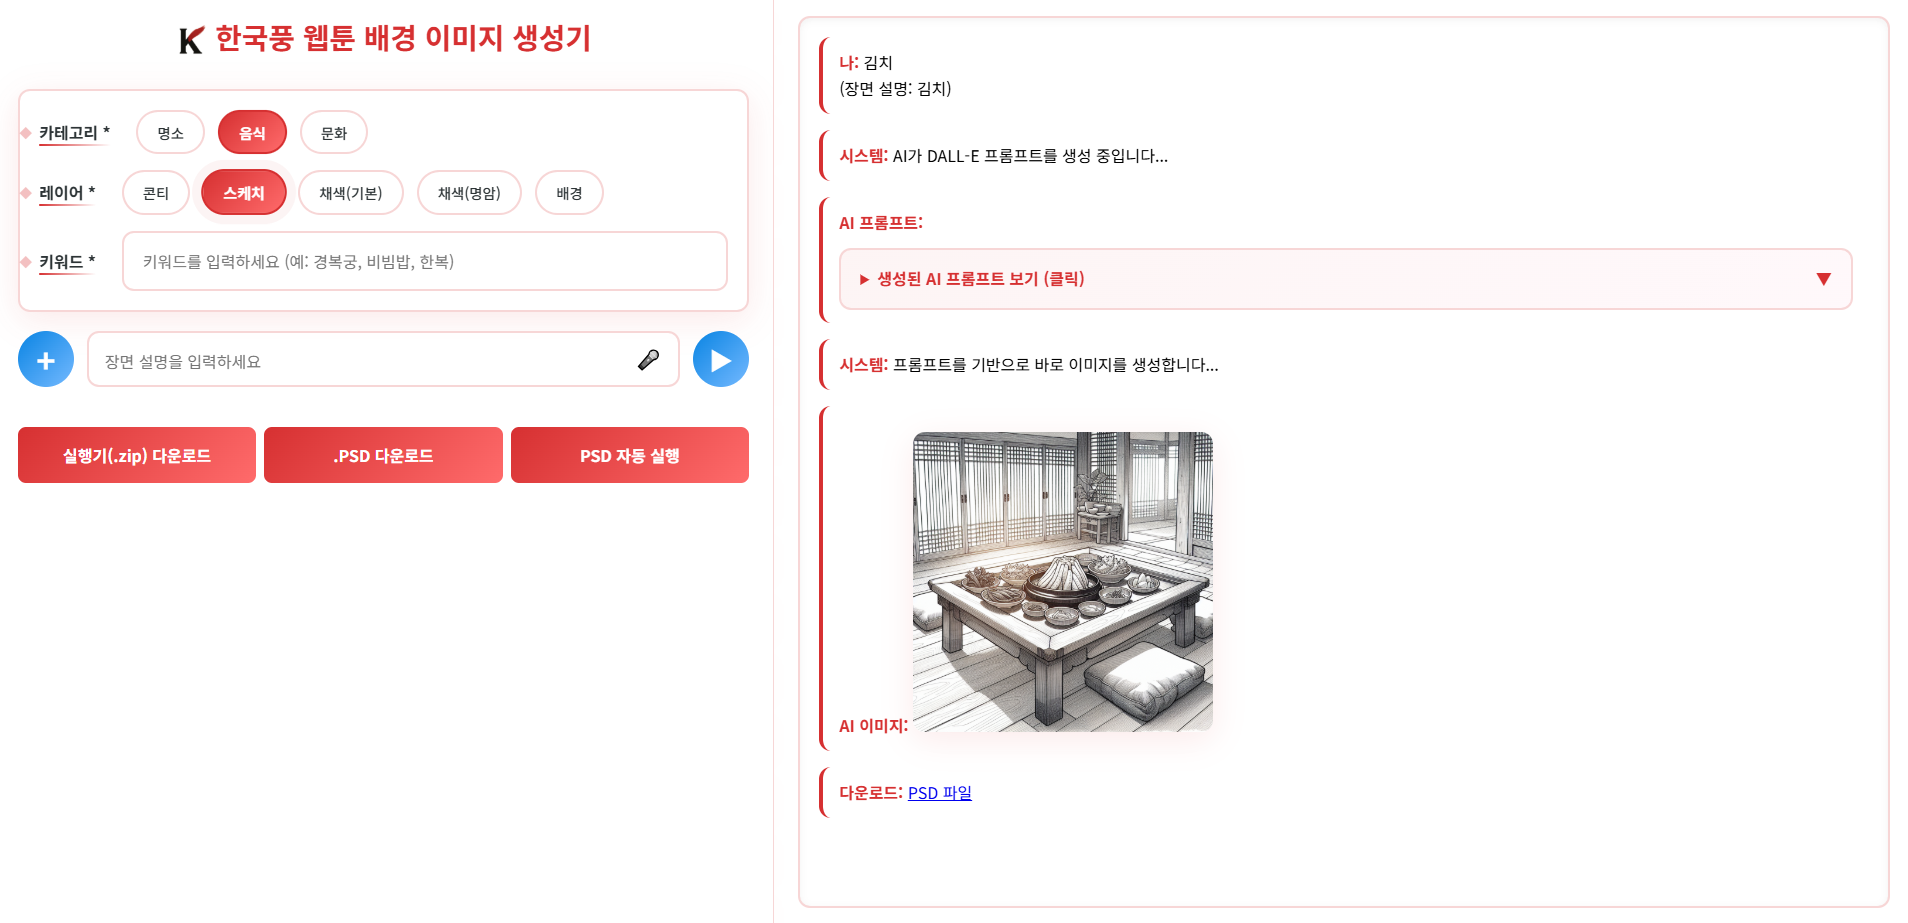 K 한국풍 웹툰 배경 이미지 생성기
카테고리 * 명소 음식 문화
레이어 * 콘티 스케치 채색(기본) 채색(명암) 배경
키워드 * 키워드를 입력하세요 (예: 경복궁, 비빔밥, 한복)
+ 장면 설명을 입력하세요
실행기(.zip) 다운로드 .PSD 다운로드 PSD 자동 실행
나: 김치
(장면 설명: 김치)
시스템: AI가 DALL-E 프롬프트를 생성 중입니다...
AI 프롬프트:
▶ 생성된 AI 프롬프트 보기 (클릭) ▼
시스템: 프롬프트를 기반으로 바로 이미지를 생성합니다...
AI 이미지:
다운로드: PSD 파일